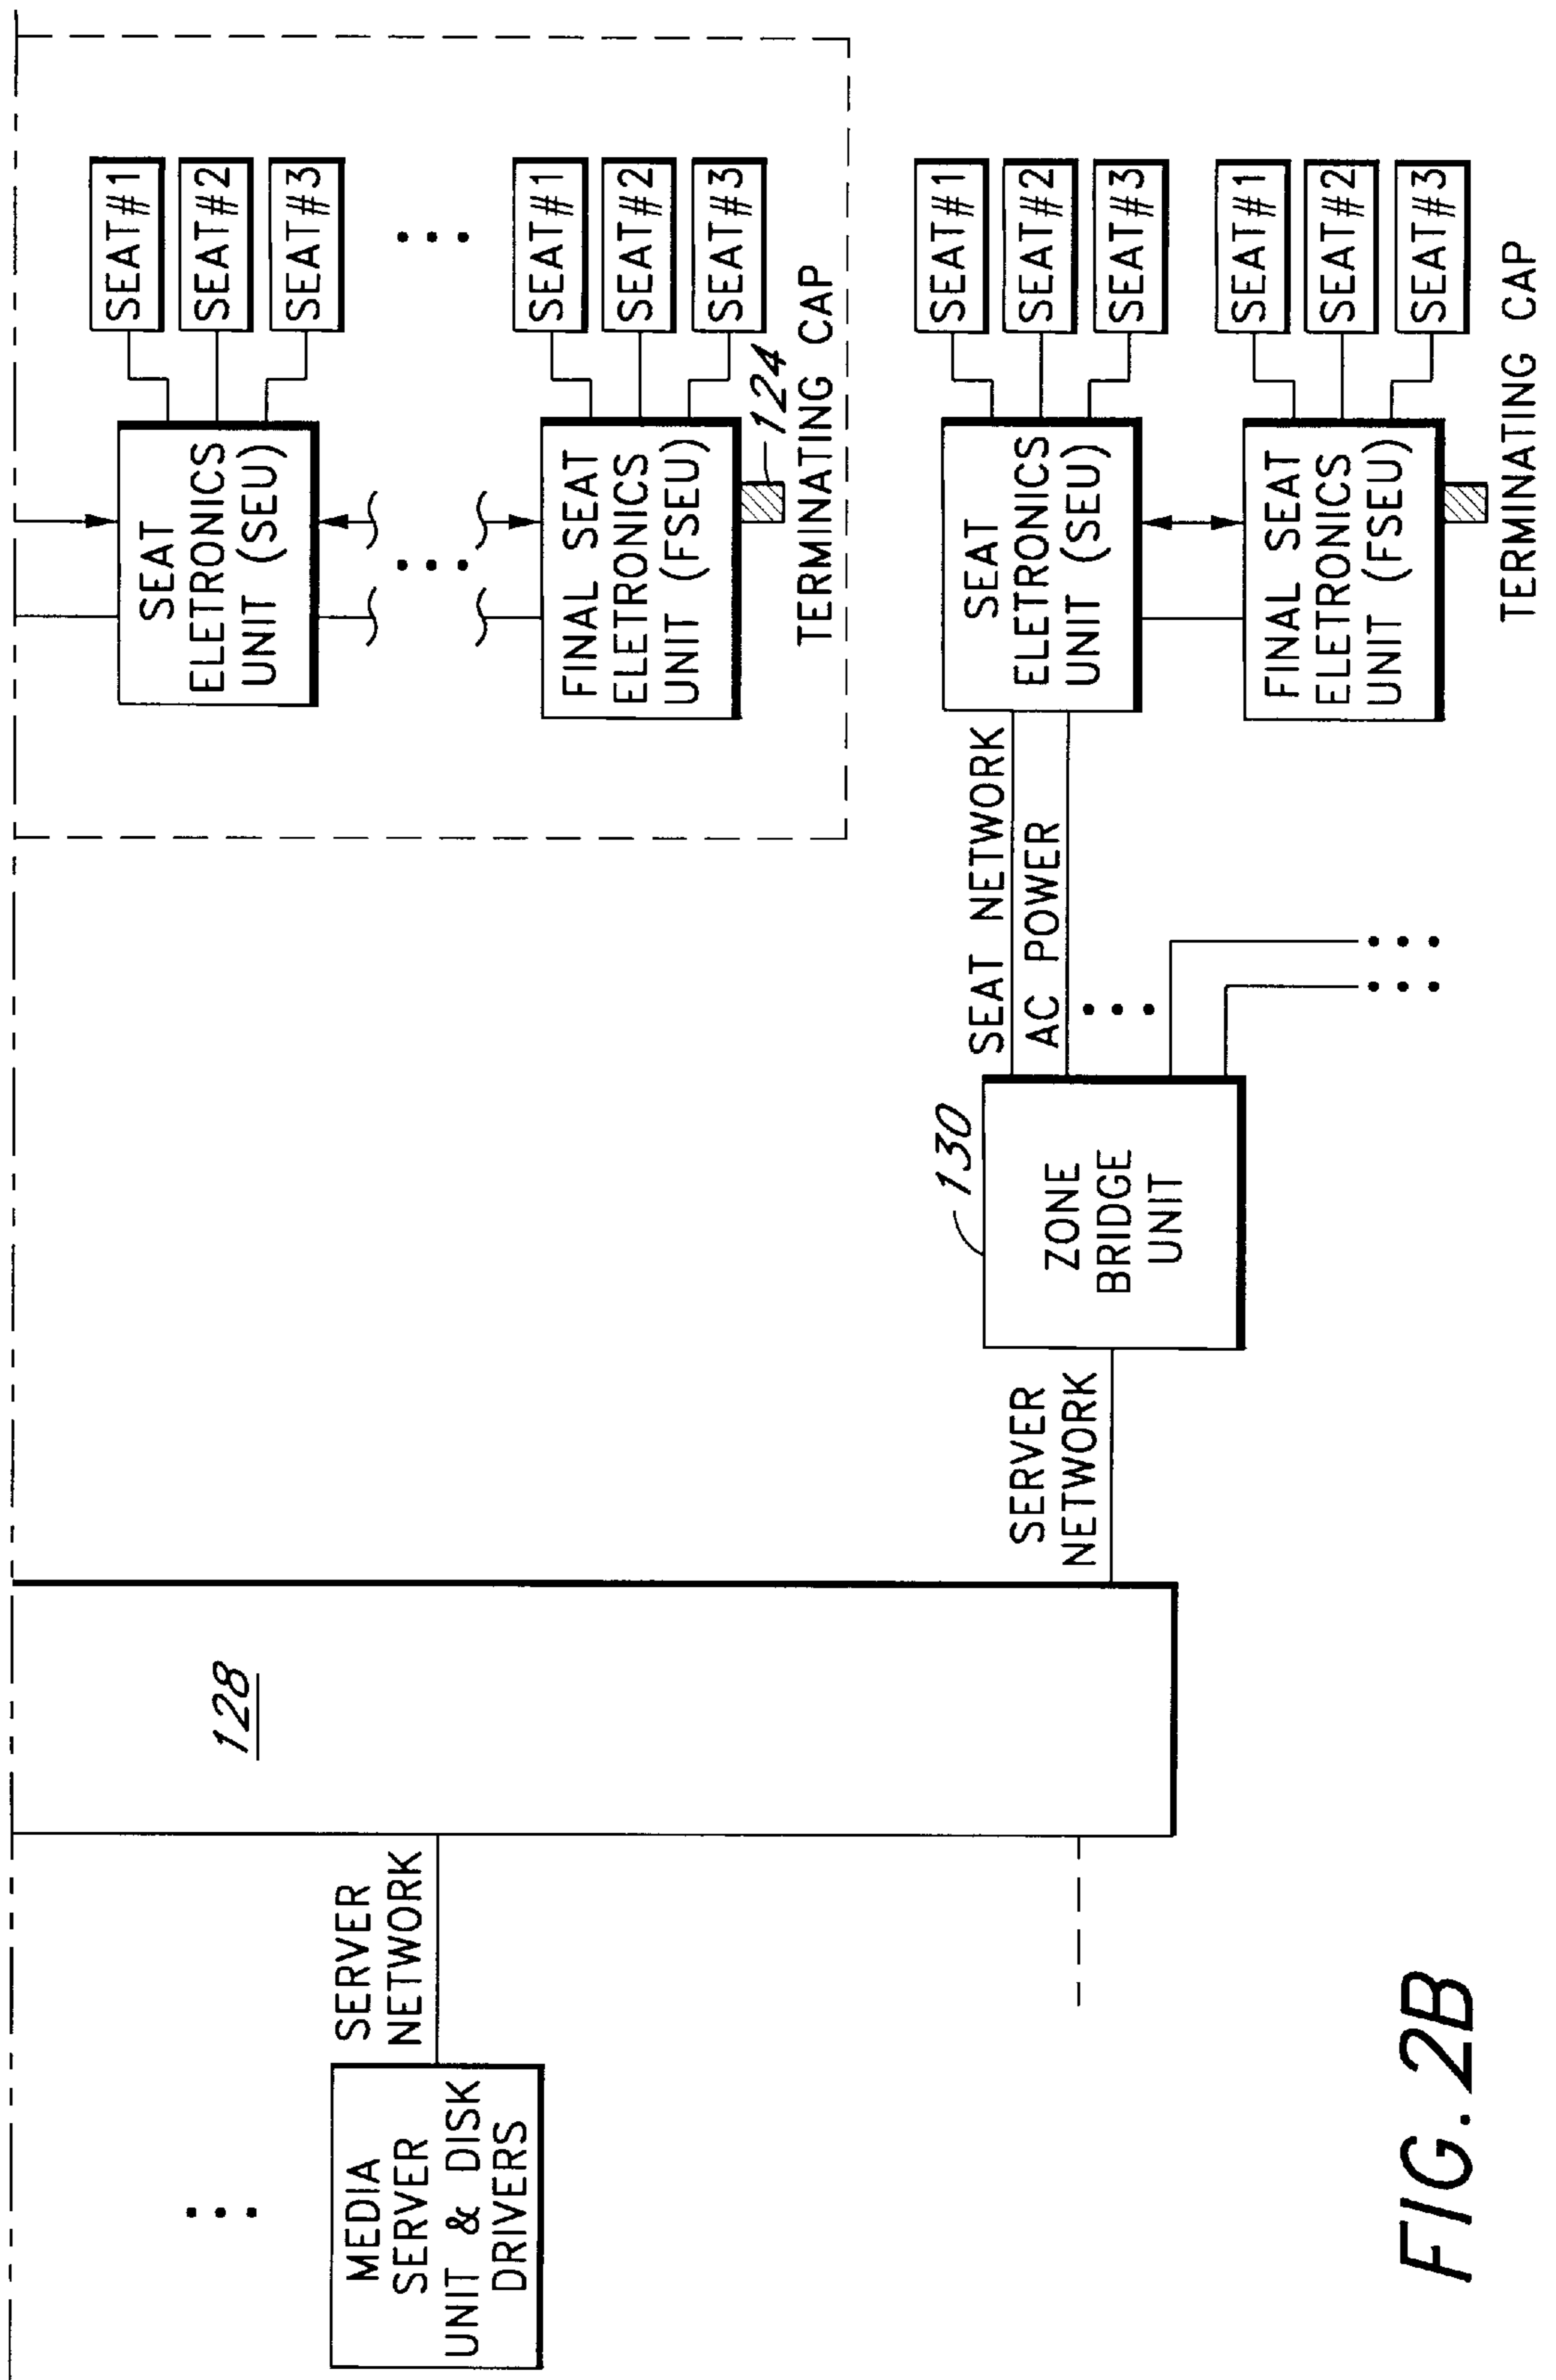 SEAT
ELETRONICS
UNIT (SEU)
SEAT#1
SEAT#2
SEAT#3
FINAL SEAT
ELETRONICS
UNIT (FSEU)
SEAT#1
SEAT#2
SEAT#3
124
TERMINATING CAP
128
MEDIA
SERVER
UNIT & DISK
DRIVERS
SERVER
NETWORK
SERVER
NETWORK
130
ZONE
BRIDGE
UNIT
SEAT NETWORK
AC POWER
SEAT
ELETRONICS
UNIT (SEU)
SEAT#1
SEAT#2
SEAT#3
FINAL SEAT
ELETRONICS
UNIT (FSEU)
SEAT#1
SEAT#2
SEAT#3
TERMINATING CAP
FIG. 2B